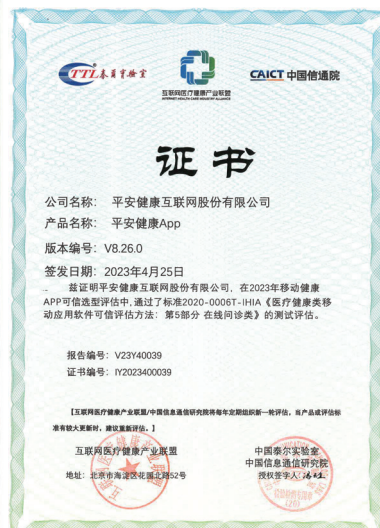 TTL 泰尔实验室
互联网医疗健康产业联盟
INTERNET HEALTH CARE INDUSTRY ALLIANCE
CAICT 中国信通院
证书
公司名称： 平安健康互联网股份有限公司
产品名称： 平安健康App
版本编号：V8.26.0
签发日期：2023年4月25日
兹证明平安健康互联网股份有限公司，在2023年移动健康
APP可信选型评估中,通过了标准2020-0006T-IHIA《医疗健康类移
动应用软件可信评估方法：第5部分 在线问诊类》的测试评估。
报告编号：V23Y40039
证书编号：IY2023400039
【互联网医疗健康产业联盟/中国信息通信研究院将每年定期组织新一轮评估，当产品或评估标
准有较大更新时，建议重新评估。】
互联网医疗健康产业联盟
中国泰尔实验室
中国信息通信研究院
地址：北京市海淀区花园北路52号
授权签字人